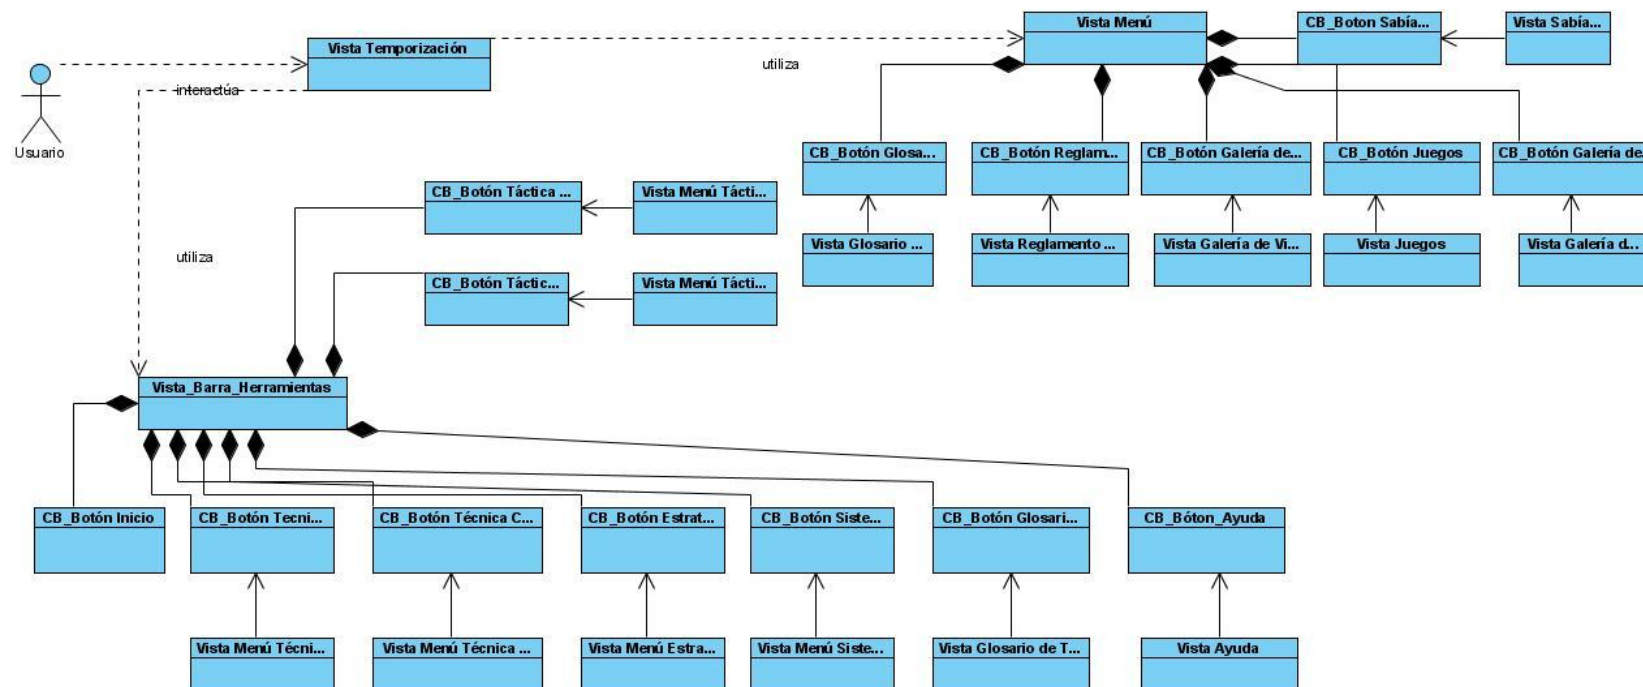 Vista Menú
CB_Boton Sabía...
Vista Sabía...
Vista Temporización
utiliza
interactúa
Usuario
CB_Botón Glosa...
CB_Botón Reglam...
CB_Botón Galería de...
CB_Botón Juegos
CB_Botón Galería de
CB_Botón Táctica ...
Vista Menú Tácti...
Vista Glosario ...
Vista Reglamento ...
Vista Galería de Vi...
Vista Juegos
Vista Galería d...
utiliza
CB_Botón Táctic...
Vista Menú Tácti...
Vista_Barra_Herramientas
CB_Botón Inicio
CB_Botón Tecni...
CB_Botón Técnica C...
CB_Botón Estrat...
CB_Botón Siste...
CB_Botón Glosari...
CB_Bóton_Ayuda
Vista Menú Técni...
Vista Menú Técnica ...
Vista Menú Estra...
Vista Menú Siste...
Vista Glosario de T...
Vista Ayuda